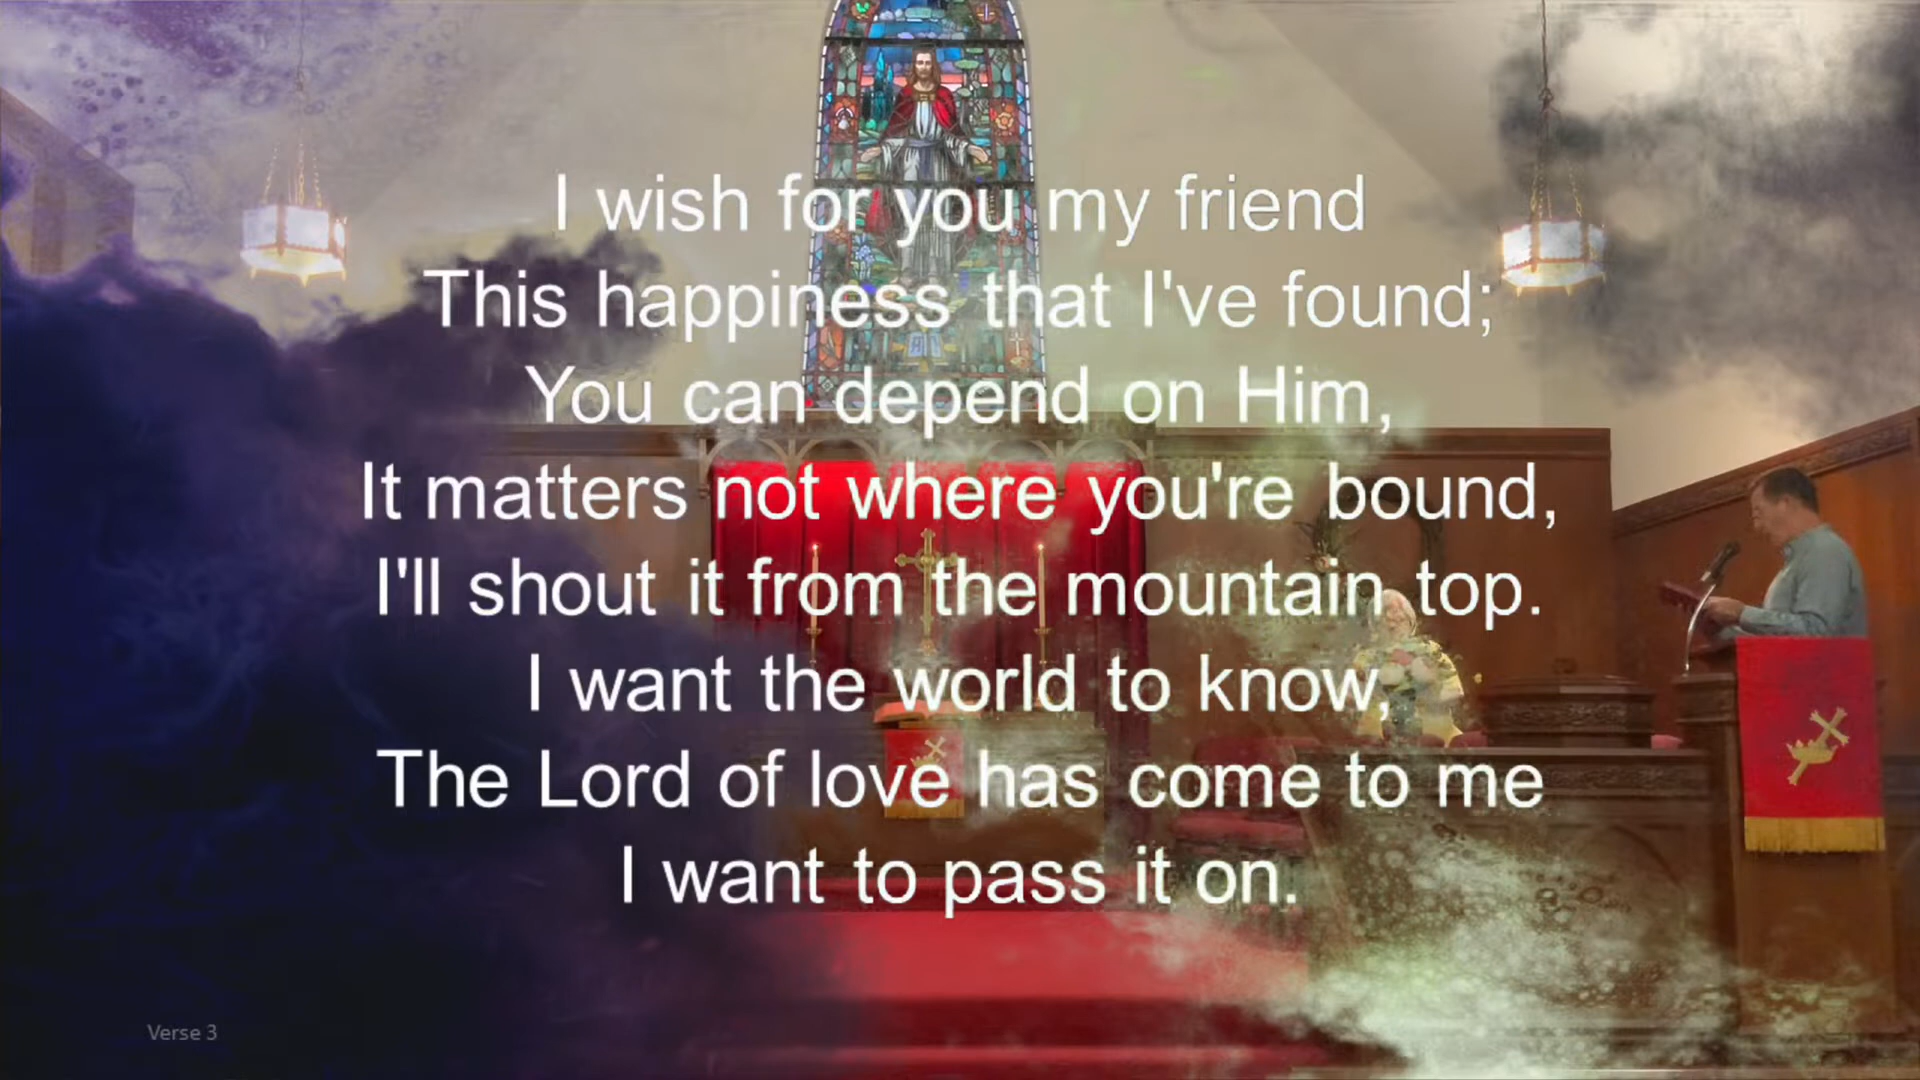 I wish for you my friend
This happiness that I've found;
You can depend on Him,
It matters not where you're bound,
I'll shout it from the mountain top.
I want the world to know,
The Lord of love has come to me
I want to pass it on.
Verse 3